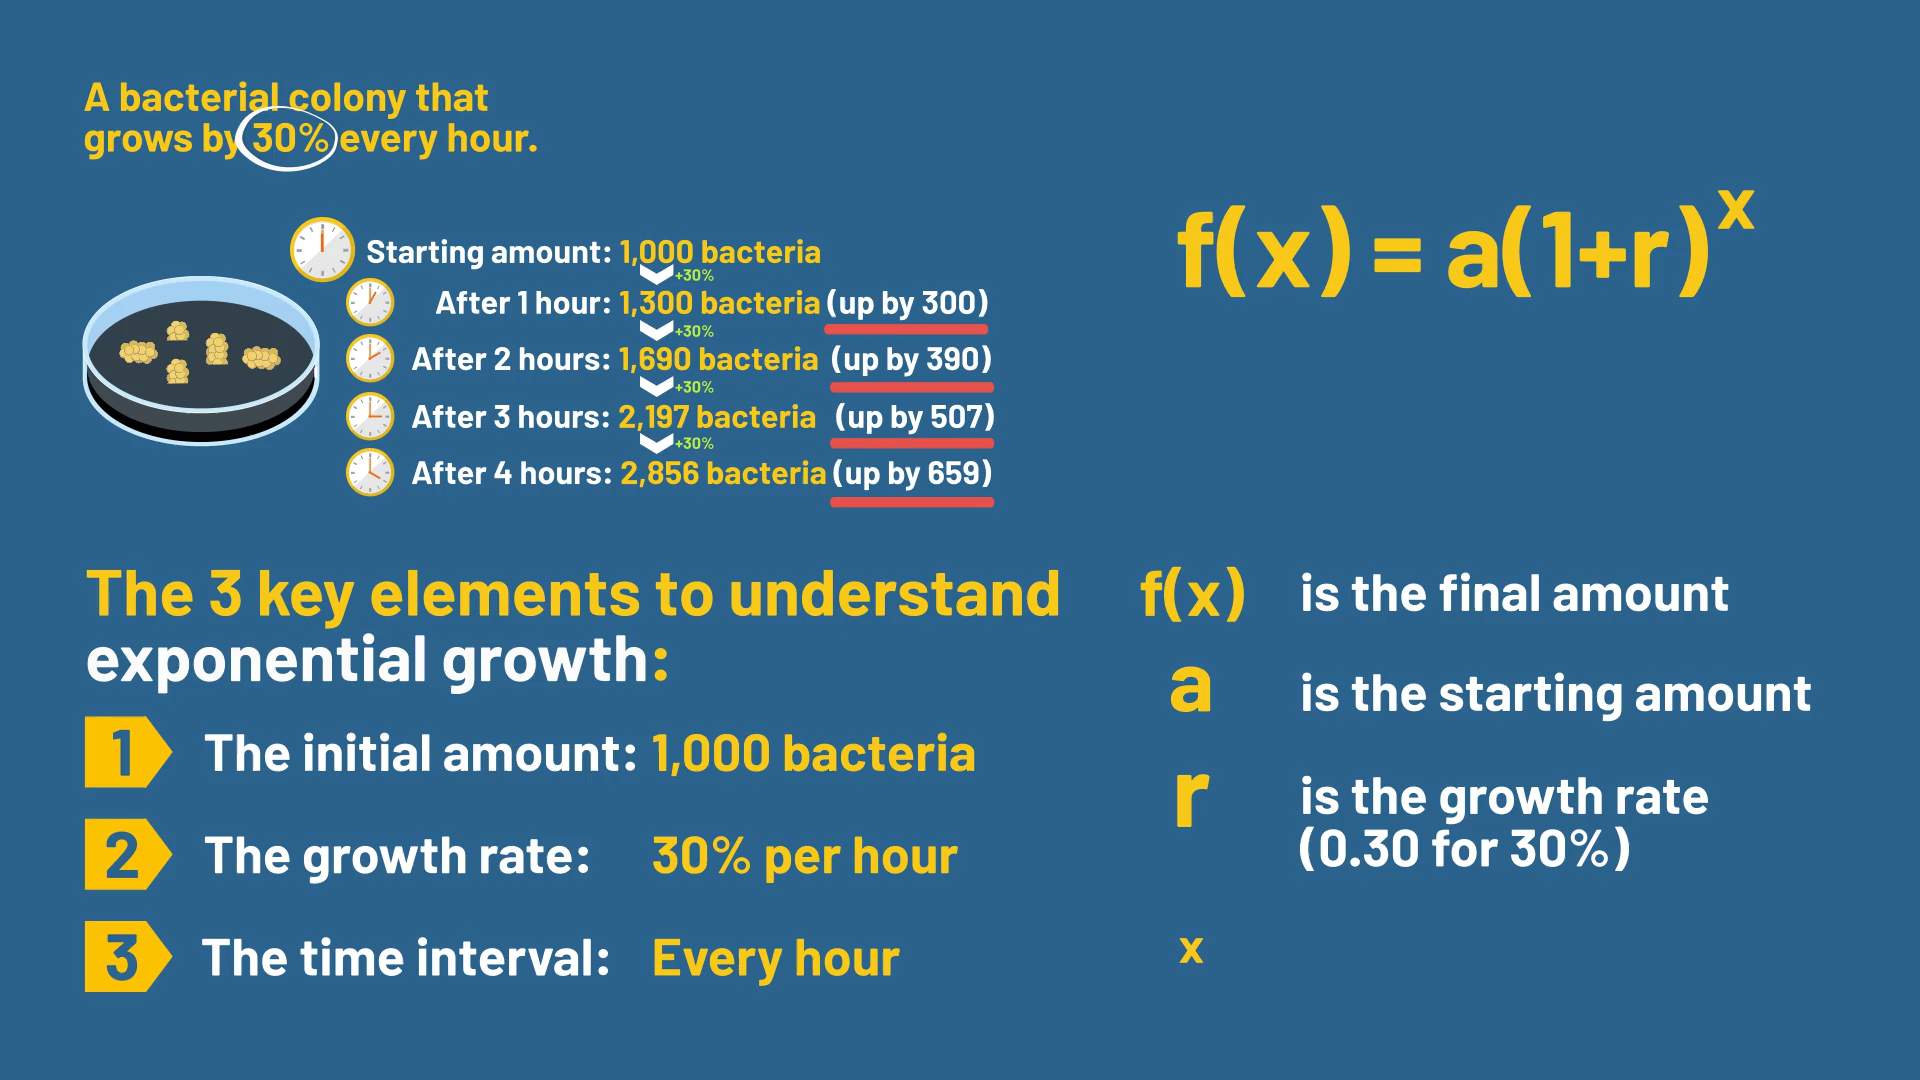 A bacterial colony that
grows by 30% every hour.
Starting amount: 1,000 bacteria
+30%
After 1 hour: 1,300 bacteria (up by 300)
+30%
After 2 hours: 1,690 bacteria (up by 390)
+30%
After 3 hours: 2,197 bacteria (up by 507)
+30%
After 4 hours: 2,856 bacteria (up by 659)
f(x) = a(1+r)^x
The 3 key elements to understand
exponential growth:
1 The initial amount: 1,000 bacteria
2 The growth rate: 30% per hour
3 The time interval: Every hour
f(x) is the final amount
a is the starting amount
r is the growth rate
(0.30 for 30%)
x